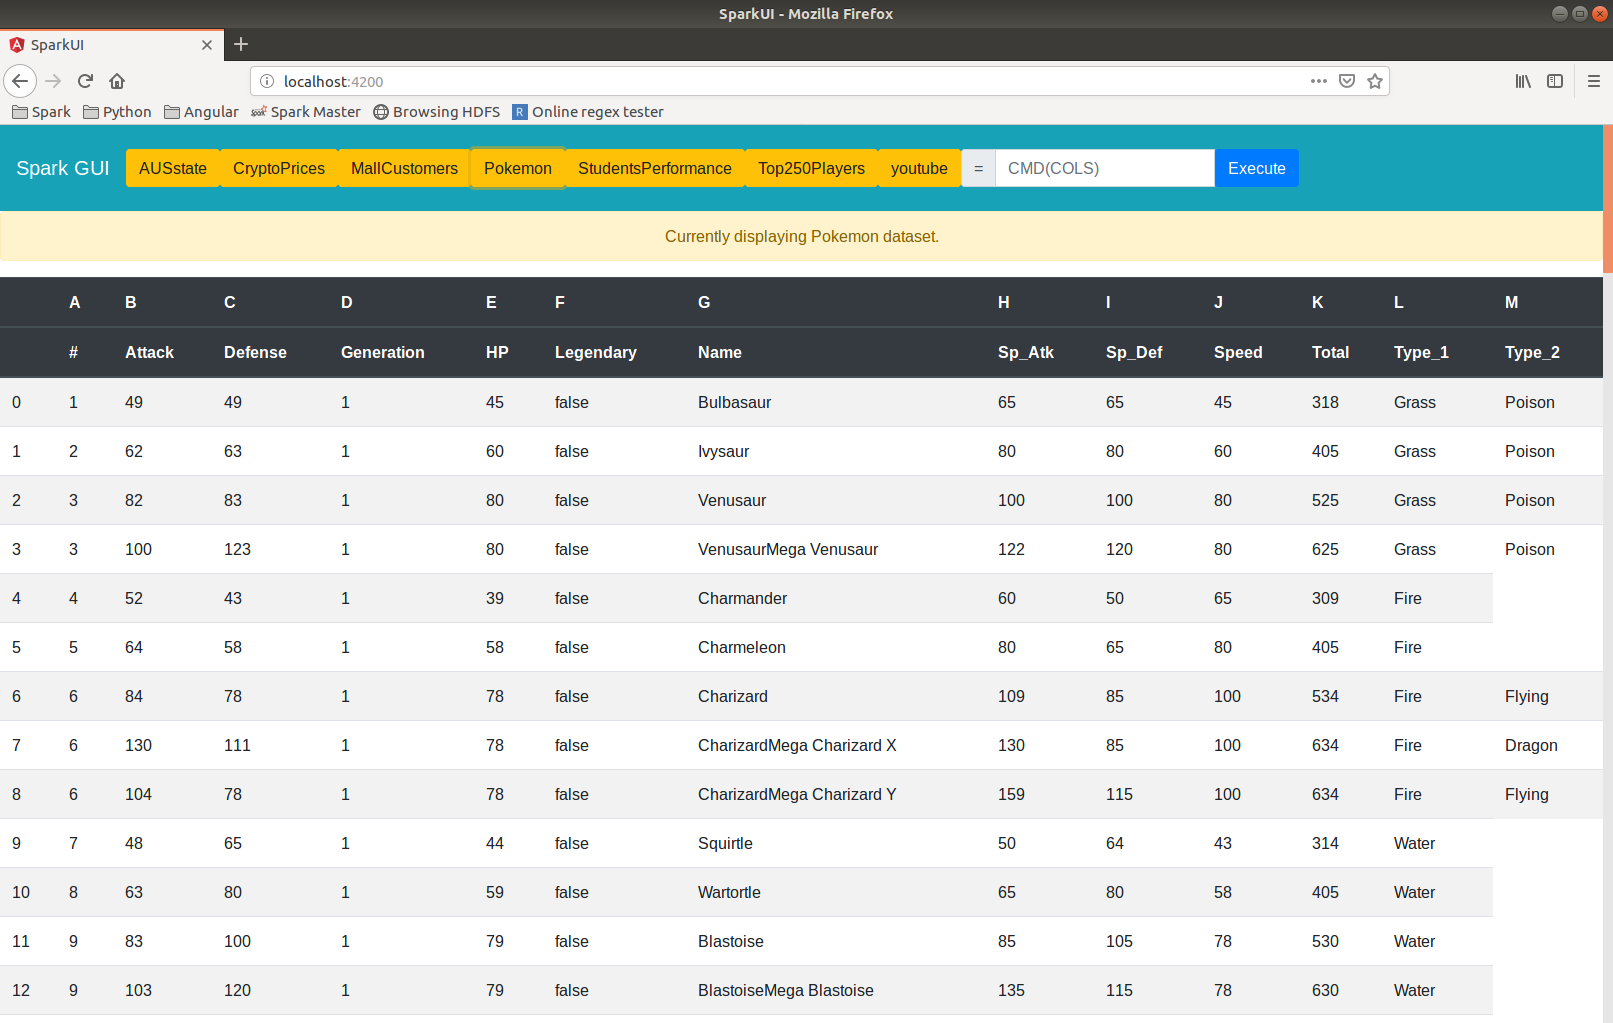 SparkUI - Mozilla Firefox
SparkUI
localhost:4200
Spark Python Angular Spark Master Browsing HDFS R Online regex tester
Spark GUI AUSstate CryptoPrices MallCustomers Pokemon StudentsPerformance Top250Players youtube = CMD(COLS) Execute
Currently displaying Pokemon dataset.
A B C D E F G H I J K L M
# Attack Defense Generation HP Legendary Name Sp_Atk Sp_Def Speed Total Type_1 Type_2
0 1 49 49 1 45 false Bulbasaur 65 65 45 318 Grass Poison
1 2 62 63 1 60 false Ivysaur 80 80 60 405 Grass Poison
2 3 82 83 1 80 false Venusaur 100 100 80 525 Grass Poison
3 3 100 123 1 80 false VenusaurMega Venusaur 122 120 80 625 Grass Poison
4 4 52 43 1 39 false Charmander 60 50 65 309 Fire
5 5 64 58 1 58 false Charmeleon 80 65 80 405 Fire
6 6 84 78 1 78 false Charizard 109 85 100 534 Fire Flying
7 6 130 111 1 78 false CharizardMega Charizard X 130 85 100 634 Fire Dragon
8 6 104 78 1 78 false CharizardMega Charizard Y 159 115 100 634 Fire Flying
9 7 48 65 1 44 false Squirtle 50 64 43 314 Water
10 8 63 80 1 59 false Wartortle 65 80 58 405 Water
11 9 83 100 1 79 false Blastoise 85 105 78 530 Water
12 9 103 120 1 79 false BlastoiseMega Blastoise 135 115 78 630 Water